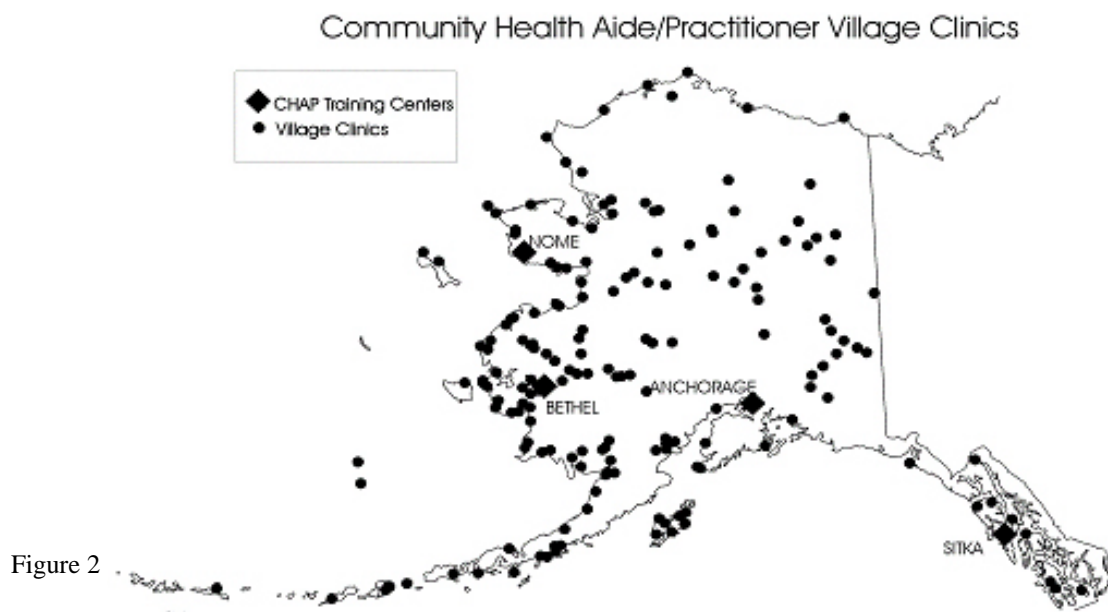 Community Health Aide/Practitioner Village Clinics
CHAP Training Centers
Village Clinics
NOME
ANCHORAGE
BETHEL
SITKA
Figure 2